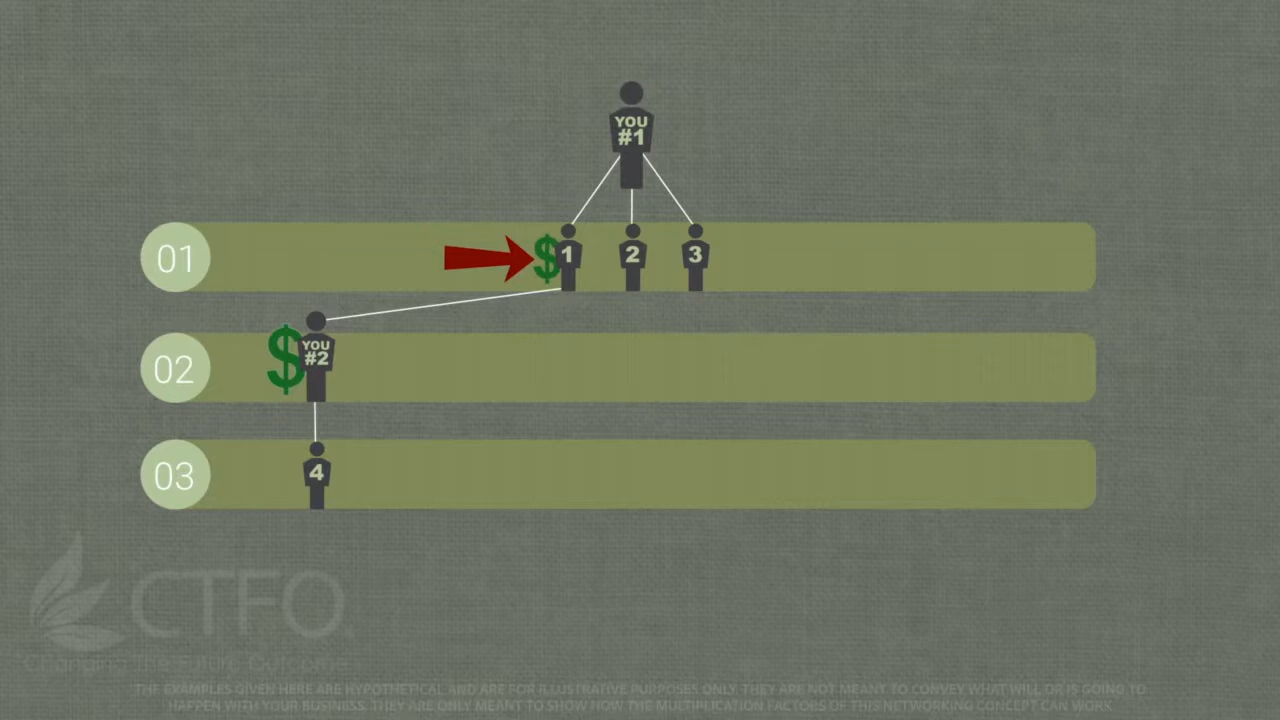 YOU
#1
01
$
1
2
3
02
$
YOU
#2
03
4
CTFO
Changing The Future Outcome
THE EXAMPLES GIVEN HERE ARE HYPOTHETICAL AND ARE FOR ILLUSTRATIVE PURPOSES ONLY. THEY ARE NOT MEANT TO CONVEY WHAT WILL OR IS GOING TO
HAPPEN WITH YOUR BUSINESS. THEY ARE ONLY MEANT TO SHOW HOW THE MULTIPLICATION FACTORS OF THIS NETWORKING CONCEPT CAN WORK.